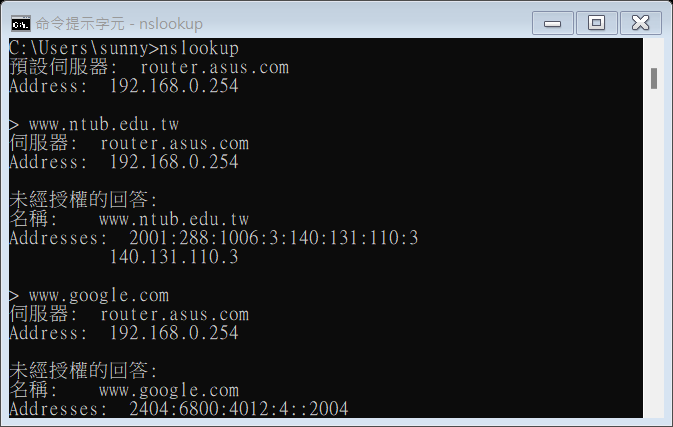 命令提示字元 - nslookup
C:\Users\sunny>nslookup
預設伺服器:  router.asus.com
Address:  192.168.0.254
> www.ntub.edu.tw
伺服器:  router.asus.com
Address:  192.168.0.254
未經授權的回答:
名稱:    www.ntub.edu.tw
Addresses:  2001:288:1006:3:140:131:110:3
          140.131.110.3
> www.google.com
伺服器:  router.asus.com
Address:  192.168.0.254
未經授權的回答:
名稱:    www.google.com
Addresses:  2404:6800:4012:4::2004